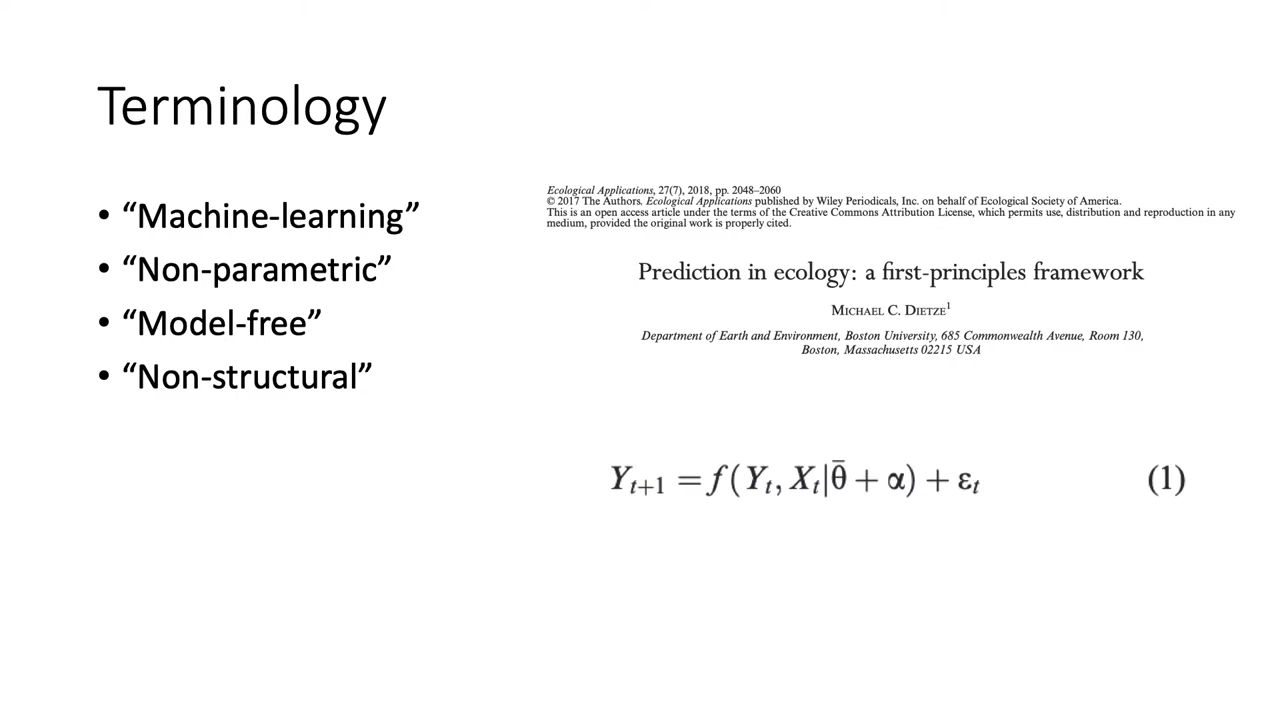 Terminology
• “Machine-learning”
• “Non-parametric”
• “Model-free”
• “Non-structural”
Ecological Applications, 27(7), 2018, pp. 2048–2060
© 2017 The Authors. Ecological Applications published by Wiley Periodicals, Inc. on behalf of Ecological Society of America.
This is an open access article under the terms of the Creative Commons Attribution License, which permits use, distribution and reproduction in any
medium, provided the original work is properly cited.
Prediction in ecology: a first-principles framework
MICHAEL C. DIETZE¹
Department of Earth and Environment, Boston University, 685 Commonwealth Avenue, Room 130,
Boston, Massachusetts 02215 USA
Yₜ₊₁ = f(Yₜ, Xₜ|θ̄ + α) + εₜ (1)